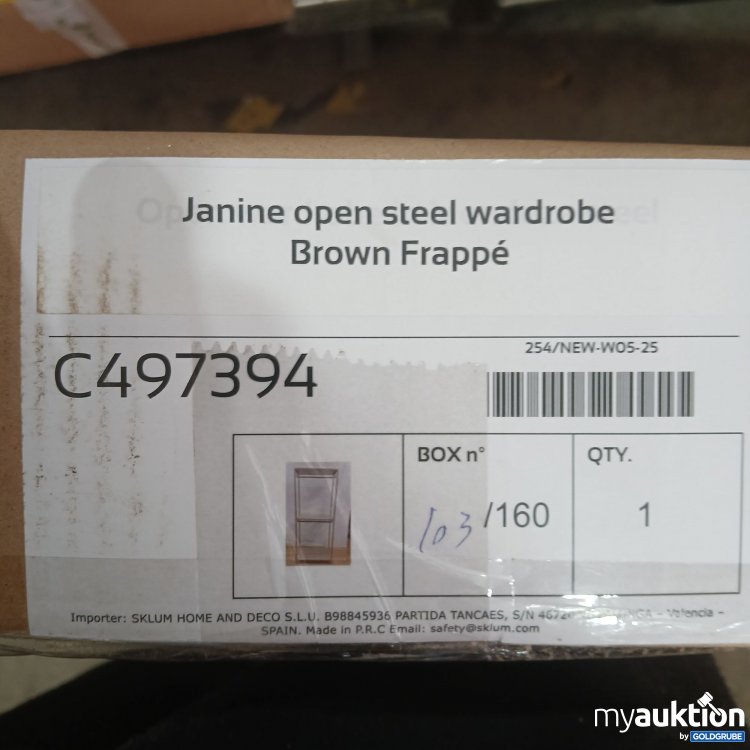 Janine open steel wardrobe
Brown Frappé
C497394
254/NEW-W05-25
BOX n°
QTY.
103 /160
1
Importer: SKLUM HOME AND DECO S.L.U. B98845936 PARTIDA TANCAES, S/N Valencia –
SPAIN. Made in P.R.C Email: safety@sklum.com
myauktion
by GOLDGRUBE